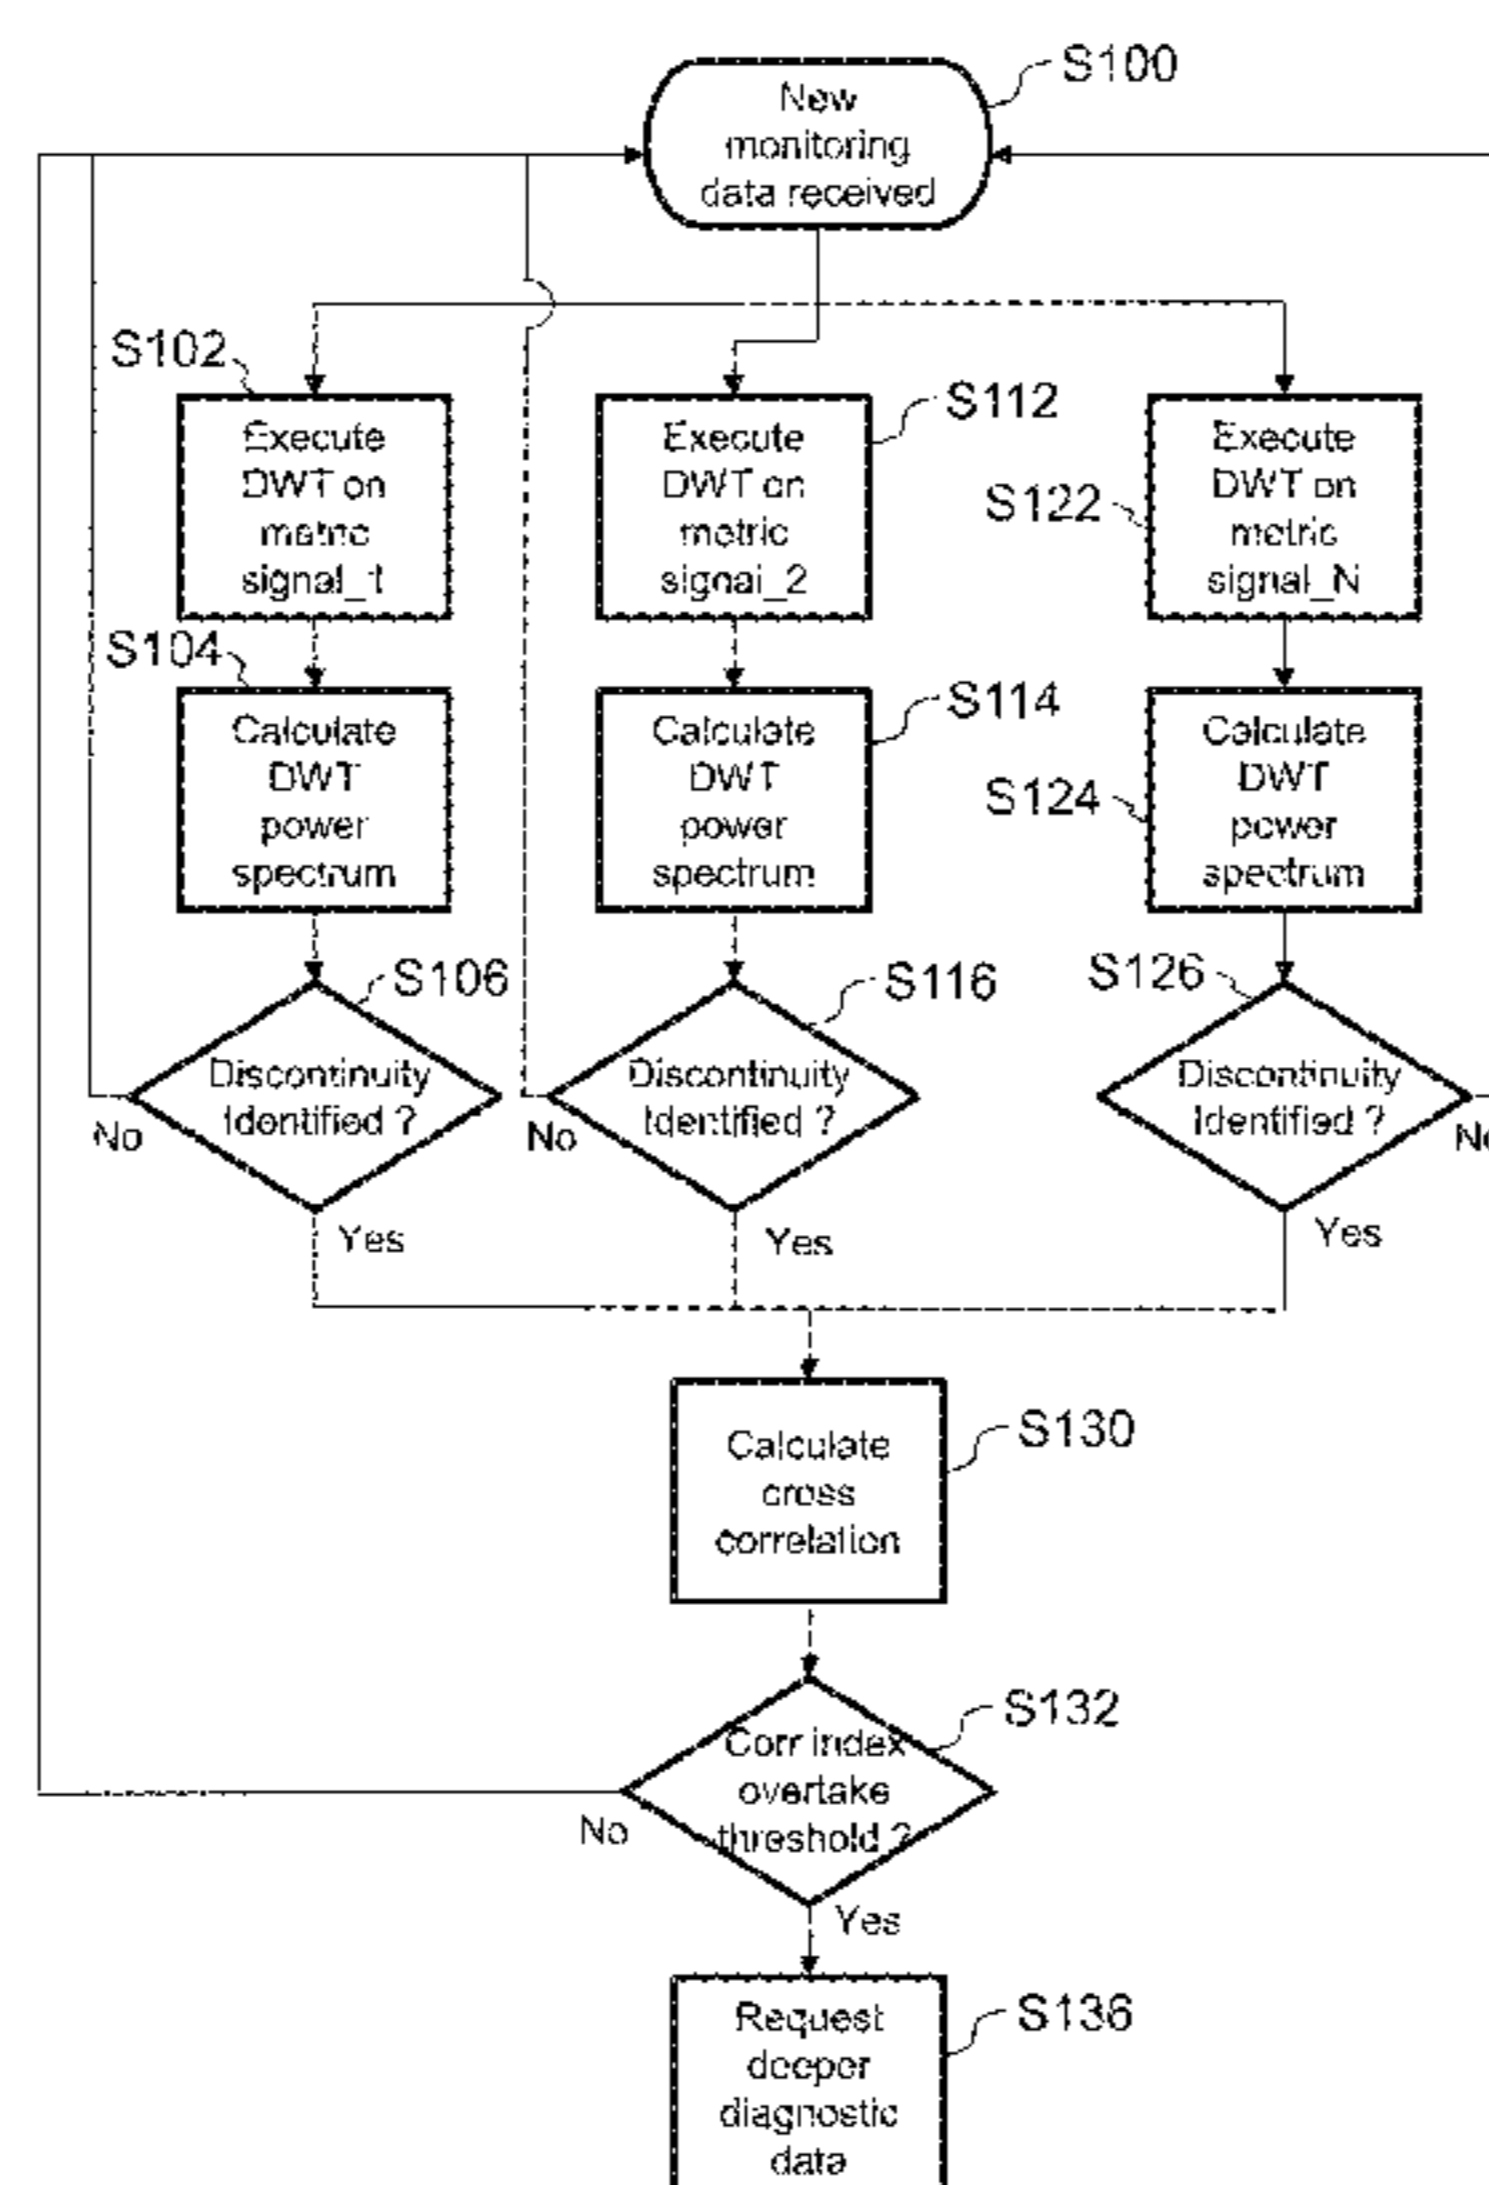 S100
New
monitoring
data received
S102
Execute
DWT on
metric
signal_1
S112
Execute
DWT on
metric
signal_2
S122
Execute
DWT on
metric
signal_N
S104
Calculate
DWT
power
spectrum
S114
Calculate
DWT
power
spectrum
S124
Calculate
DWT
power
spectrum
S106
Discontinuity
Identified ?
No
Yes
S116
Discontinuity
Identified ?
No
Yes
S126
Discontinuity
Identified ?
No
Yes
S130
Calculate
cross
correlation
S132
Corr index
overtake
threshold ?
No
Yes
S136
Request
deeper
diagnostic
data